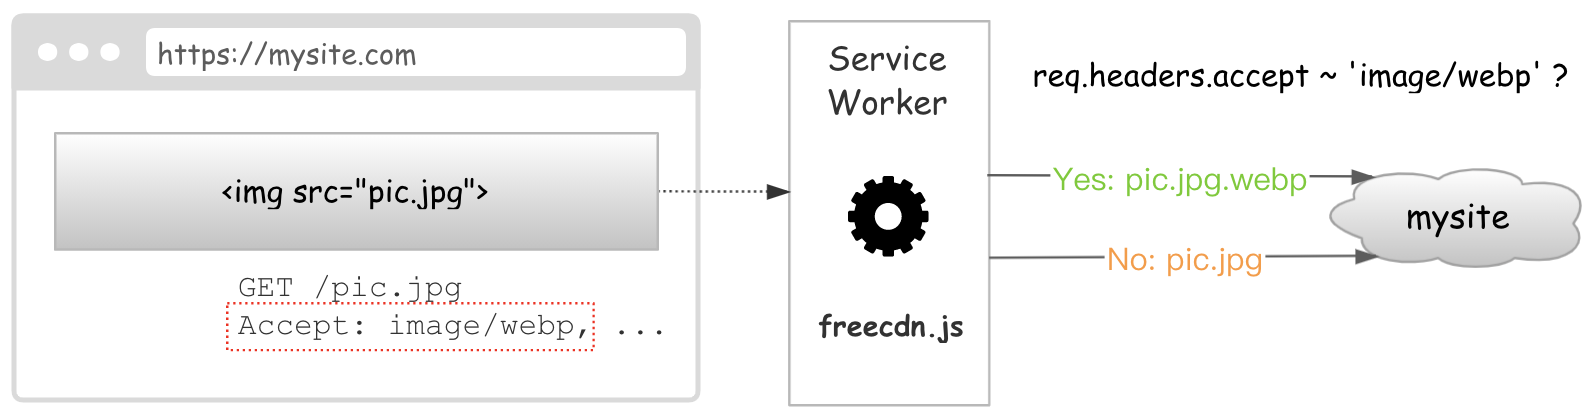 https://mysite.com
<img src="pic.jpg">
GET /pic.jpg
Accept: image/webp, ...
Service
Worker
freecdn.js
req.headers.accept ~ 'image/webp' ?
Yes: pic.jpg.webp
No: pic.jpg
mysite